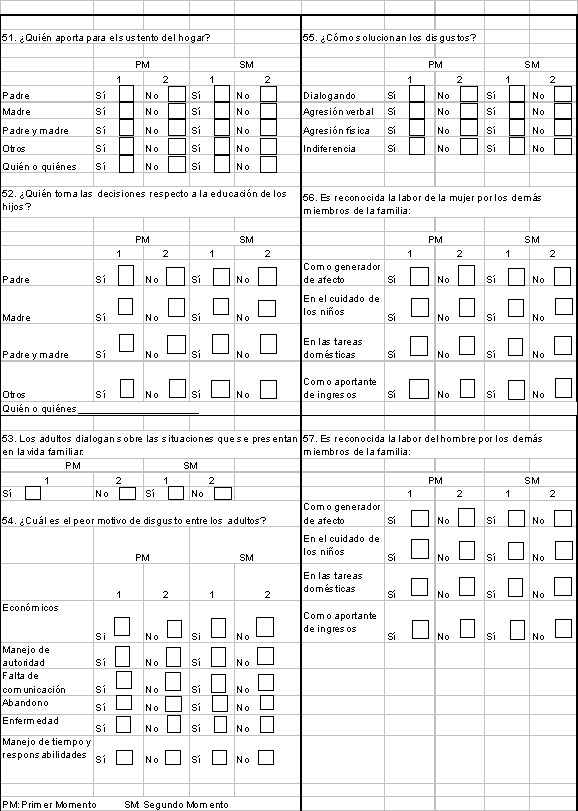 51. ¿Quién aporta para el sustento del hogar?
PM SM
1 2 1 2
Padre Sí No Sí No
Madre Sí No Sí No
Padre y madre Sí No Sí No
Otros Sí No Sí No
Quién o quiénes Sí No Sí No
52. ¿Quién toma las decisiones respecto a la educación de los
hijos?
PM SM
1 2 1 2
Padre Sí No Sí No
Madre Sí No Sí No
Padre y madre Sí No Sí No
Otros Sí No Sí No
Quién o quiénes
53. Los adultos dialogan sobre las situaciones que se presentan
en la vida familiar:
PM SM
1 2 1 2
Sí No Sí No
54. ¿Cuál es el peor motivo de disgusto entre los adultos?
PM SM
1 2 1 2
Económicos
Si No Si No
Manejo de
autoridad Sí No Sí No
Falta de
comunicación Sí No Sí No
Abandono Sí No Sí No
Enfermedad Sí No Sí No
Manejo de tiempo y
responsabilidades Sí No Sí No
PM: Primer Momento SM: Segundo Momento
55. ¿Cómo solucionan los disgustos?
PM SM
1 2 1 2
Dialogando Sí No Sí No
Agresión verbal Sí No Sí No
Agresión física Sí No Sí No
Indiferencia Sí No Sí No
56. Es reconocida la labor de la mujer por los demás
miembros de la familia:
PM SM
1 2 1 2
Como generador
de afecto Sí No Sí No
En el cuidado de
los niños Sí No Sí No
En las tareas
domésticas Sí No Sí No
Como aportante
de ingresos Sí No Sí No
57. Es reconocida la labor del hombre por los demás
miembros de la familia:
PM SM
1 2 1 2
Como generador
de afecto Sí No Sí No
En el cuidado de
los niños Sí No Sí No
En las tareas
domésticas Sí No Sí No
Como aportante
de ingresos Sí No Sí No